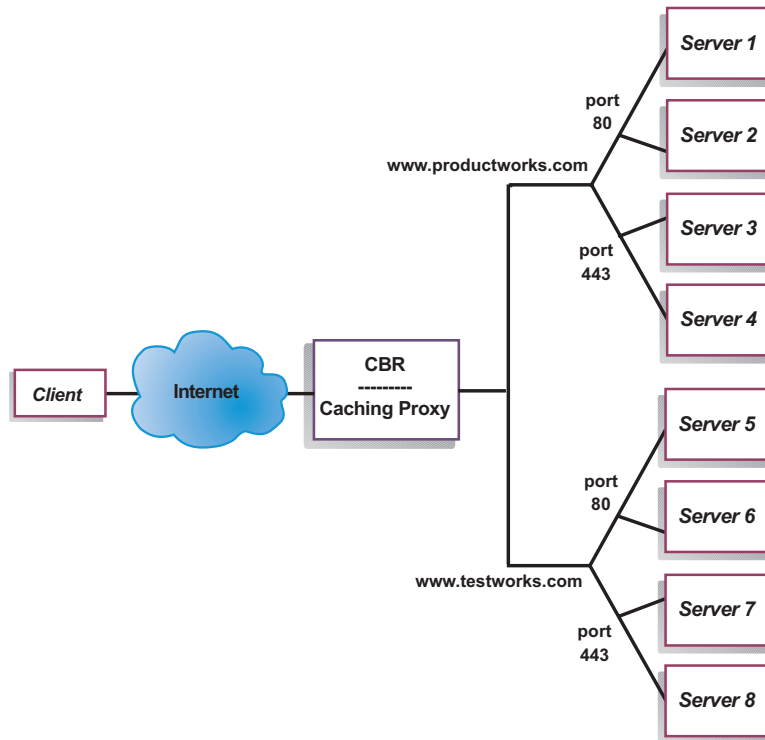 Server 1
port
80
Server 2
www.productworks.com
Server 3
port
443
Server 4
CBR
---------
Caching Proxy
Internet
Client
Server 5
port
80
Server 6
www.testworks.com
Server 7
port
443
Server 8